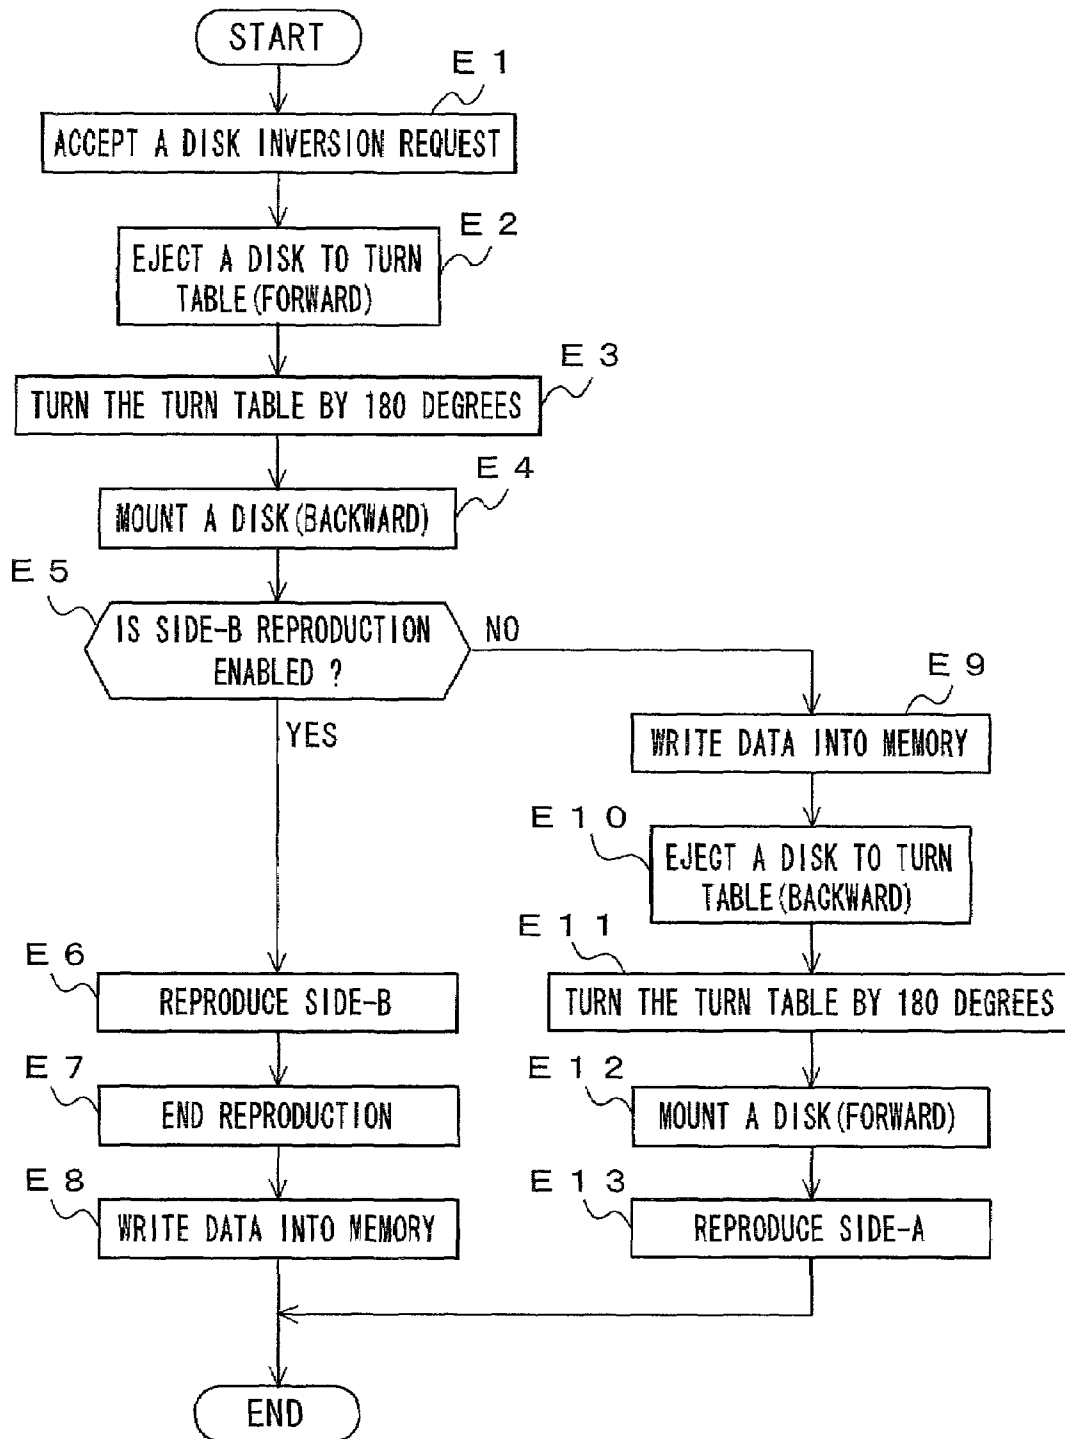 START
E 1
ACCEPT A DISK INVERSION REQUEST
E 2
EJECT A DISK TO TURN
TABLE(FORWARD)
E 3
TURN THE TURN TABLE BY 180 DEGREES
E 4
MOUNT A DISK(BACKWARD)
E 5
IS SIDE-B REPRODUCTION
ENABLED ?
NO
YES
E 9
WRITE DATA INTO MEMORY
E 1 0
EJECT A DISK TO TURN
TABLE(BACKWARD)
E 1 1
TURN THE TURN TABLE BY 180 DEGREES
E 6
REPRODUCE SIDE-B
E 1 2
MOUNT A DISK(FORWARD)
E 7
END REPRODUCTION
E 1 3
REPRODUCE SIDE-A
E 8
WRITE DATA INTO MEMORY
END